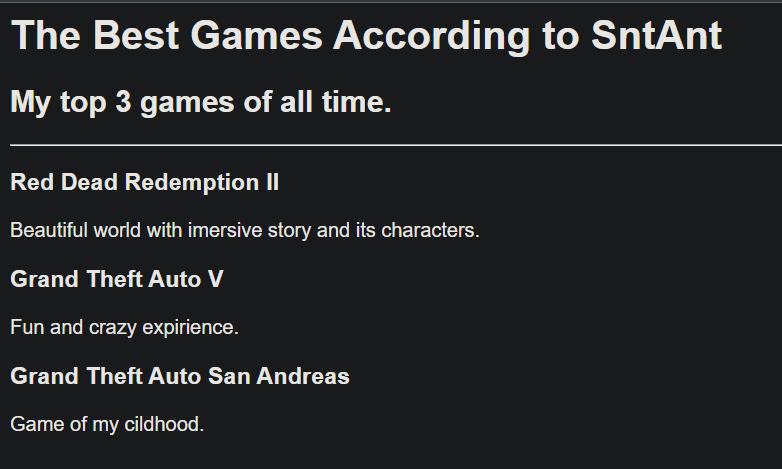 The Best Games According to SntAnt
My top 3 games of all time.
Red Dead Redemption II
Beautiful world with imersive story and its characters.
Grand Theft Auto V
Fun and crazy expirience.
Grand Theft Auto San Andreas
Game of my cildhood.